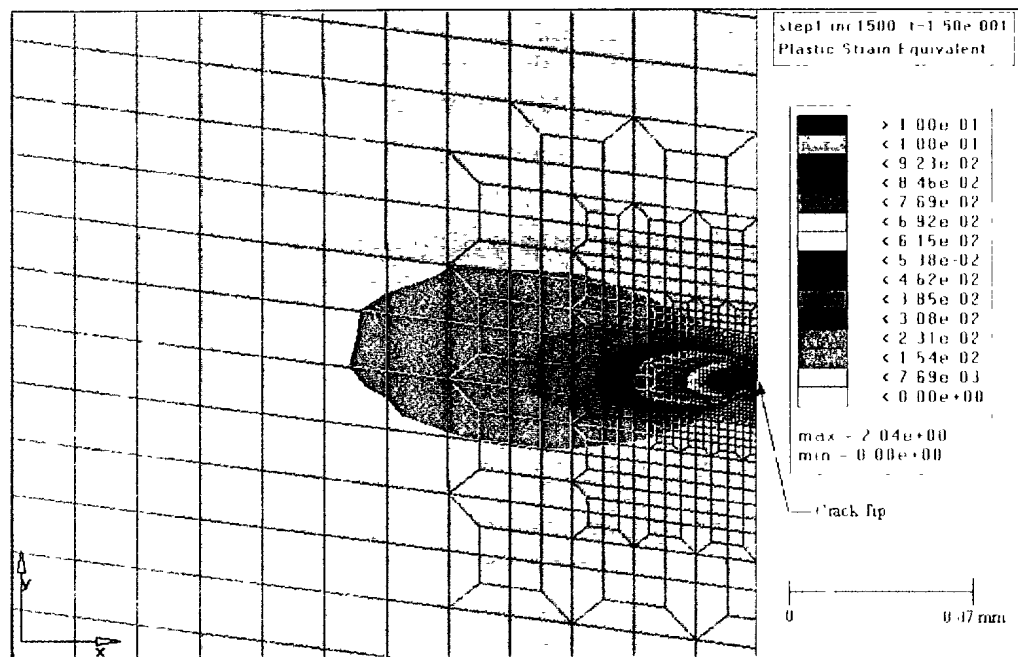 step1 inc1500 t=1.50e 001
Plastic Strain Equivalent
> 1.00e 01
< 1.00e 01
< 9.23e 02
< 8.46e 02
< 7.69e 02
< 6.92e 02
< 6.15e 02
< 5.38e-02
< 4.62e 02
< 3.85e 02
< 3.08e 02
< 2.31e 02
< 1.54e 02
< 7.69e 03
< 0.00e+00
max = 2.04e+00
min = 0.00e+00
Crack Tip
0
mm
y
x